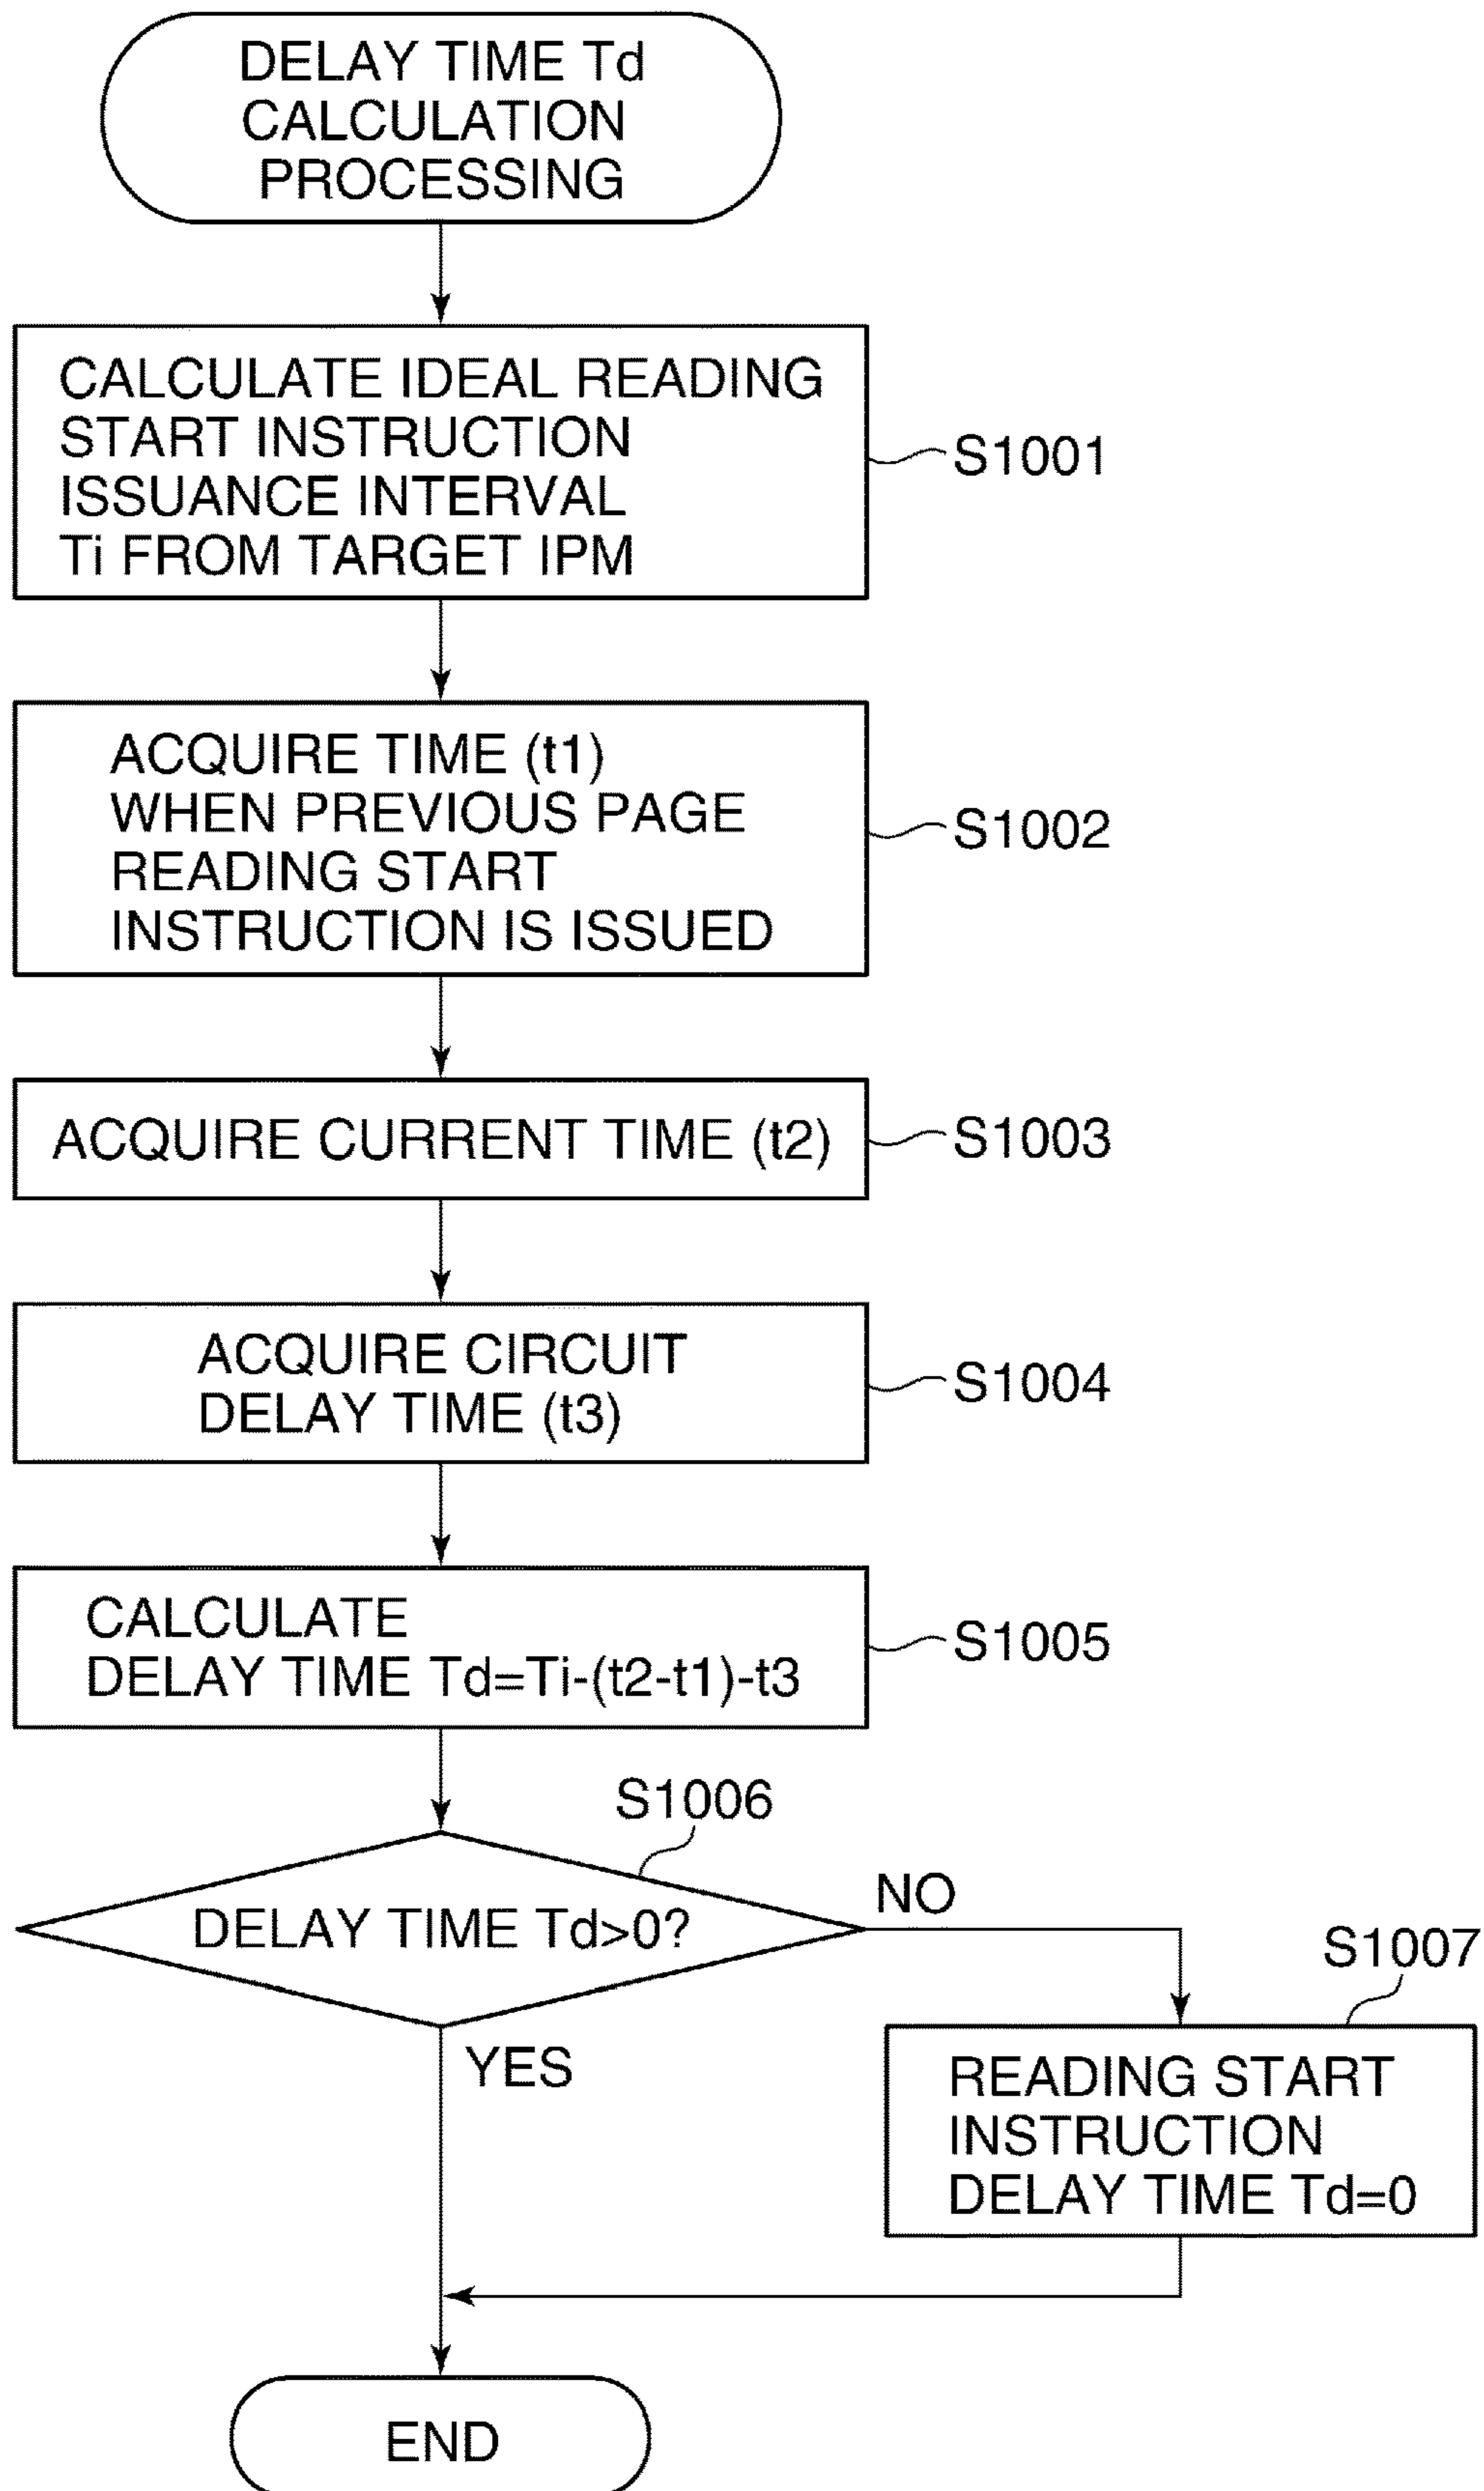 DELAY TIME Td
CALCULATION
PROCESSING
CALCULATE IDEAL READING
START INSTRUCTION
ISSUANCE INTERVAL
Ti FROM TARGET IPM
S1001
ACQUIRE TIME (t1)
WHEN PREVIOUS PAGE
READING START
INSTRUCTION IS ISSUED
S1002
ACQUIRE CURRENT TIME (t2)
S1003
ACQUIRE CIRCUIT
DELAY TIME (t3)
S1004
CALCULATE
DELAY TIME Td=Ti-(t2-t1)-t3
S1005
S1006
DELAY TIME Td>0?
NO
YES
S1007
READING START
INSTRUCTION
DELAY TIME Td=0
END